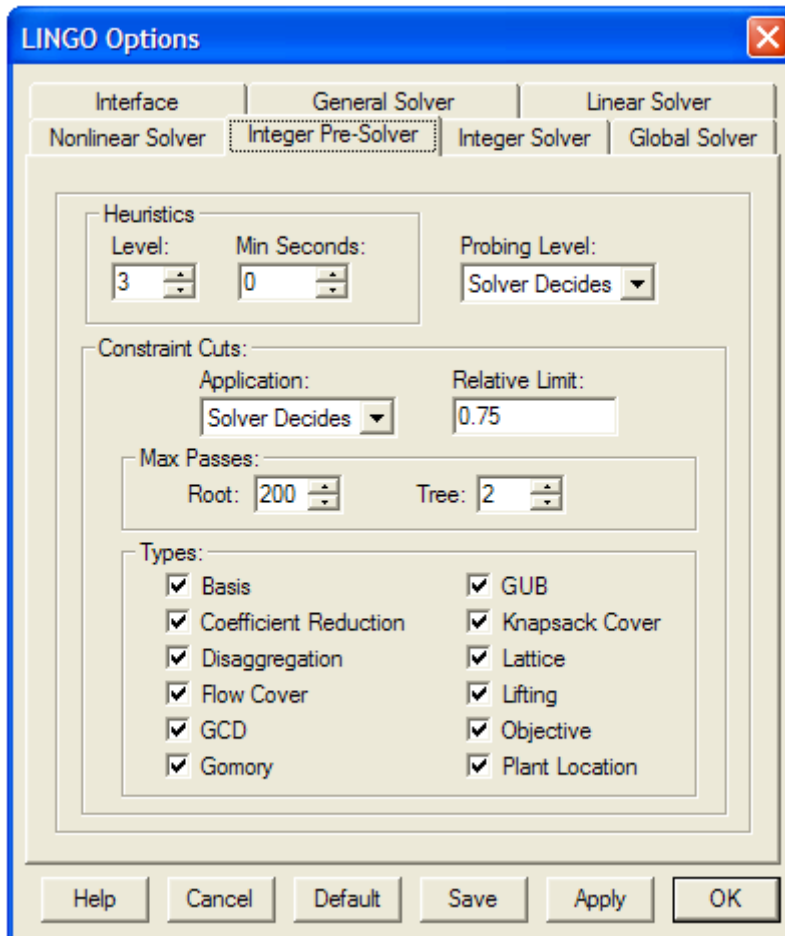 LINGO Options
Interface General Solver Linear Solver
Nonlinear Solver Integer Pre-Solver Integer Solver Global Solver
Heuristics
Level: Min Seconds: Probing Level:
3 0 Solver Decides
Constraint Cuts:
Application: Relative Limit:
Solver Decides 0.75
Max Passes:
Root: 200 Tree: 2
Types:
Basis GUB
Coefficient Reduction Knapsack Cover
Disaggregation Lattice
Flow Cover Lifting
GCD Objective
Gomory Plant Location
Help Cancel Default Save Apply OK